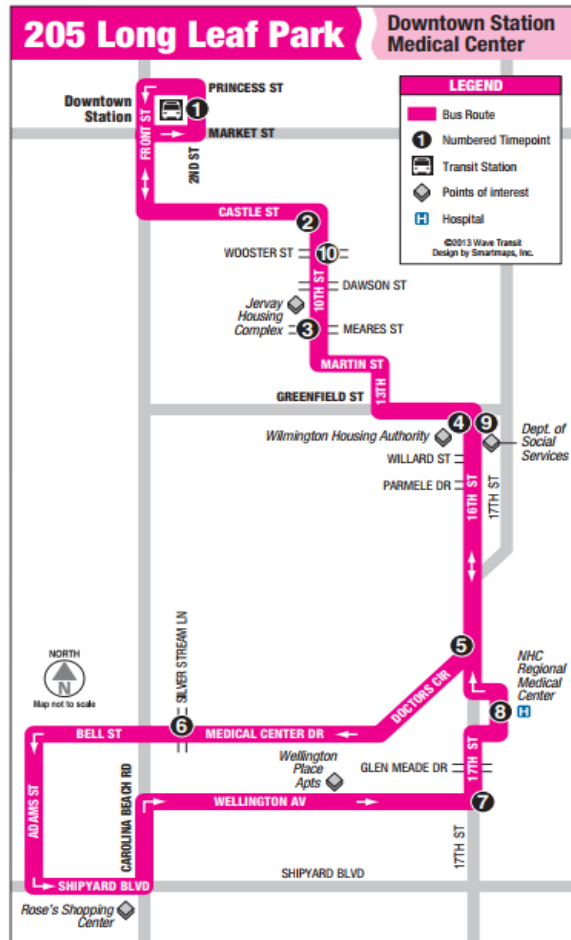 205 Long Leaf Park
Downtown Station
Medical Center
LEGEND
Bus Route
1 Numbered Timepoint
Transit Station
Points of interest
H Hospital
©2013 Wave Transit
Design by Smartmaps, Inc.
Downtown
Station
PRINCESS ST
1
MARKET ST
FRONT ST
2ND ST
CASTLE ST
2
WOOSTER ST
10
10TH ST
DAWSON ST
Jervay
Housing
Complex
3
MEARES ST
MARTIN ST
13TH
GREENFIELD ST
4
9
Wilmington Housing Authority
Dept. of
Social
Services
WILLARD ST
PARMELE DR
16TH ST
17TH ST
5
NORTH
N
Map not to scale
SILVER STREAM LN
DOCTORS CIR
NHC
Regional
Medical
Center
8
H
6
BELL ST
MEDICAL CENTER DR
Wellington
Place
Apts
GLEN MEADE DR
17TH ST
ADAMS ST
CAROLINA BEACH RD
WELLINGTON AV
7
17TH ST
SHIPYARD BLVD
SHIPYARD BLVD
Rose's Shopping
Center